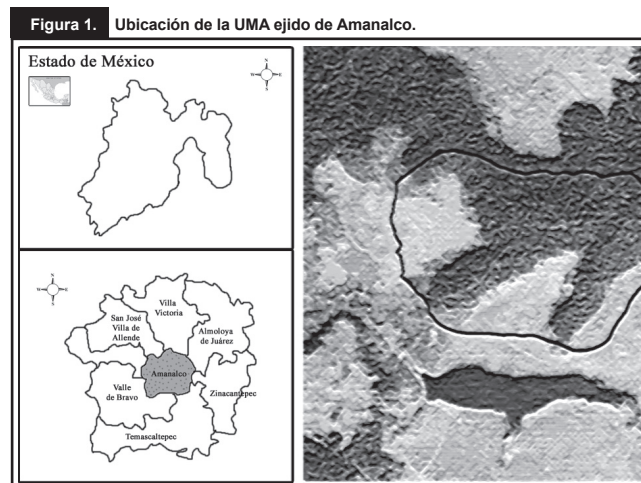 Figura 1. Ubicación de la UMA ejido de Amanalco.
Estado de México
N
W E
S
N
W E
S
Villa
Victoria
San José
Villa de
Allende
Almoloya
de Juárez
Amanalco
Valle
de Bravo
Zinacantepec
Temascaltepec